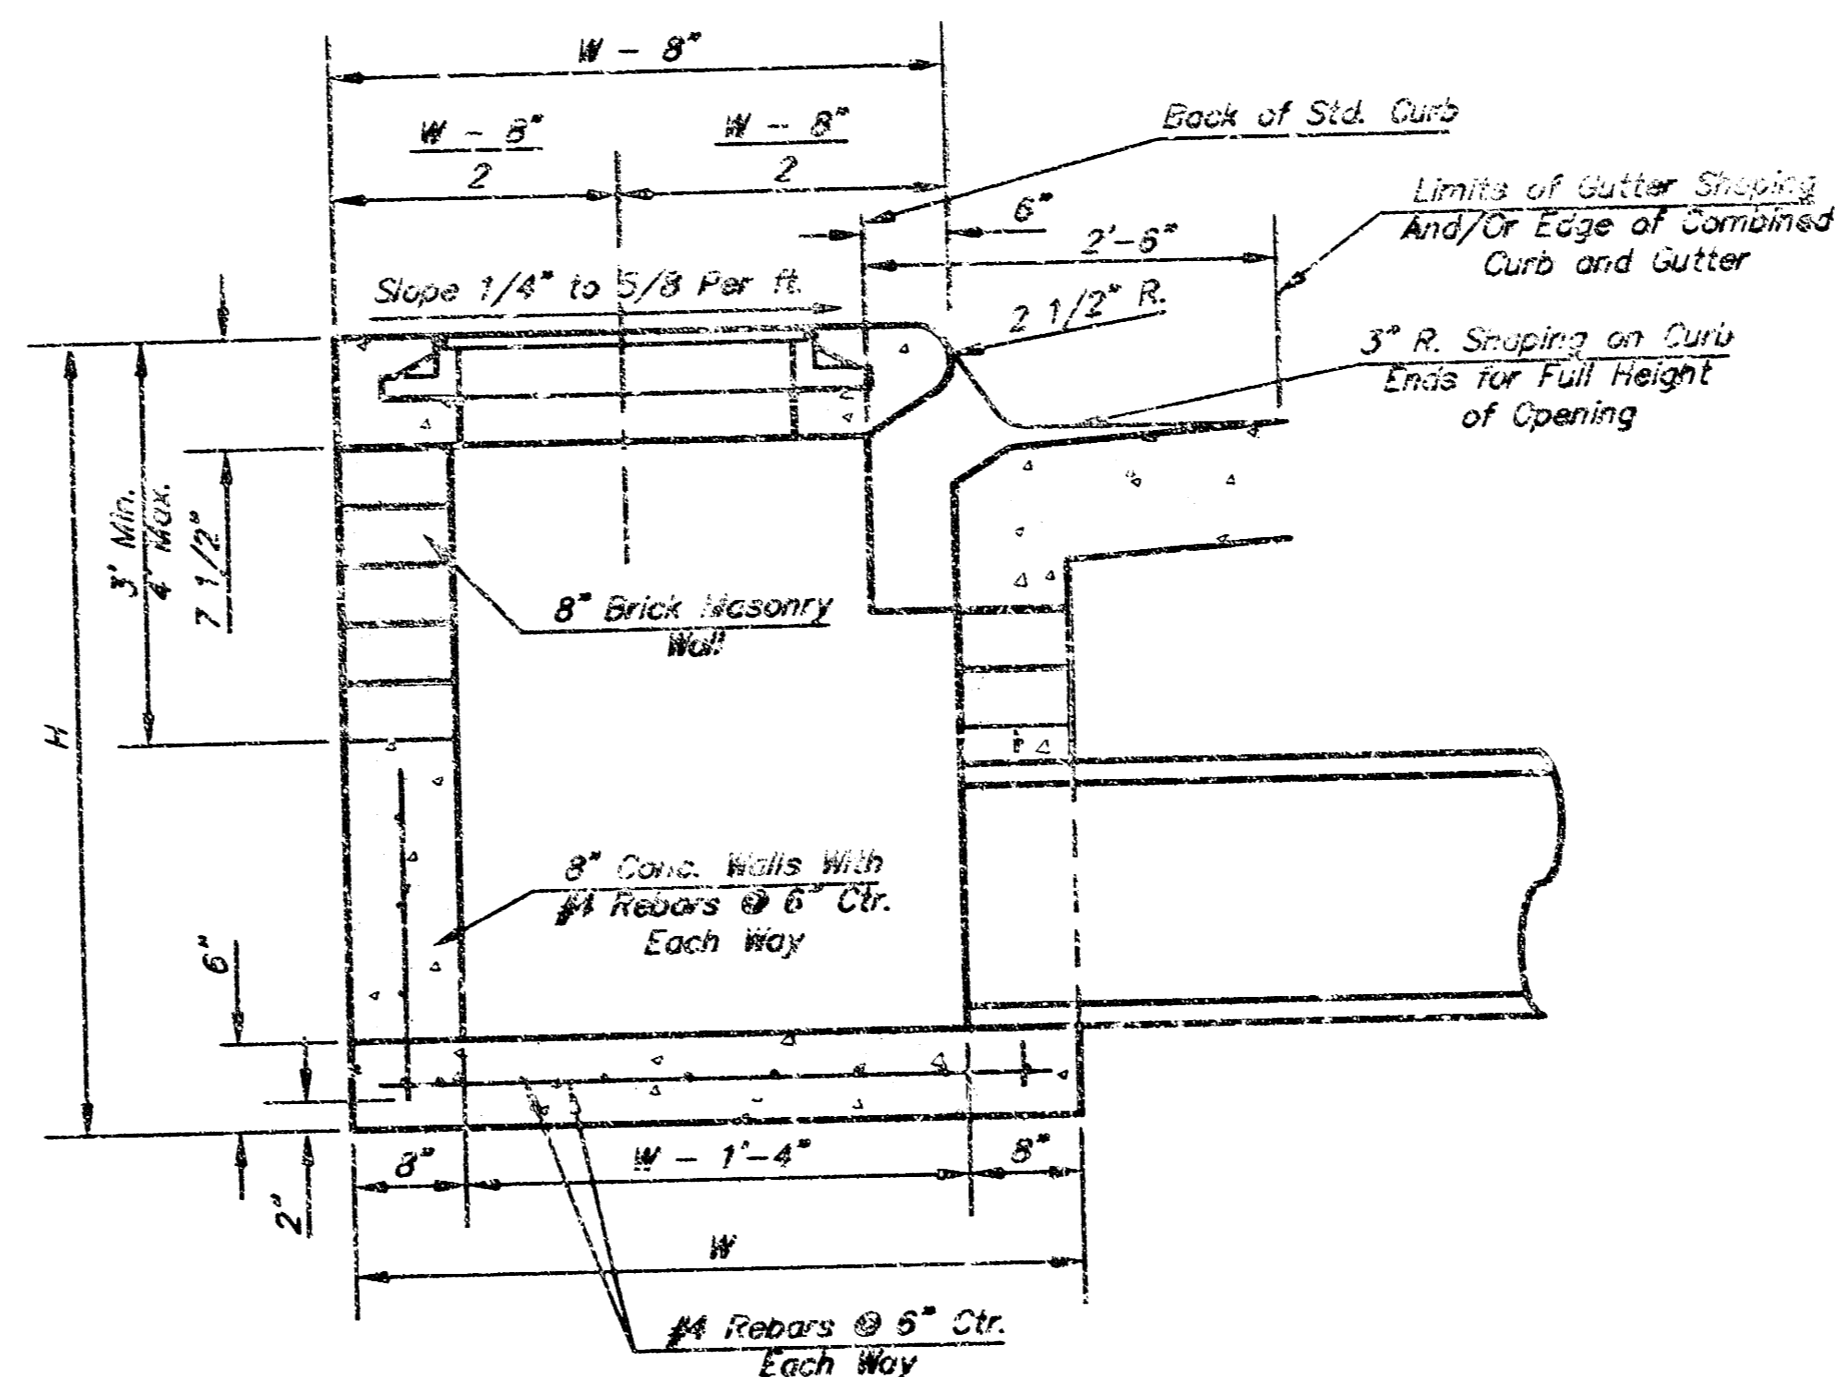 W - 8"
W - 8"
2
W - 8"
2
Back of Std. Curb
6"
2'-6"
Limits of Gutter Shaping
And/Or Edge of Combined
Curb and Gutter
Slope 1/4" to 5/8 Per ft.
2 1/2" R.
3" R. Shaping on Curb
Ends for Full Height
of Opening
3' Min.
4' Max.
7 1/2"
8" Brick Masonry
Wall
H
8" Conc. Walls With
#4 Rebars @ 6" Ctr.
Each Way
6"
2"
8"
W - 1'-4"
8"
W
#4 Rebars @ 6" Ctr.
Each Way